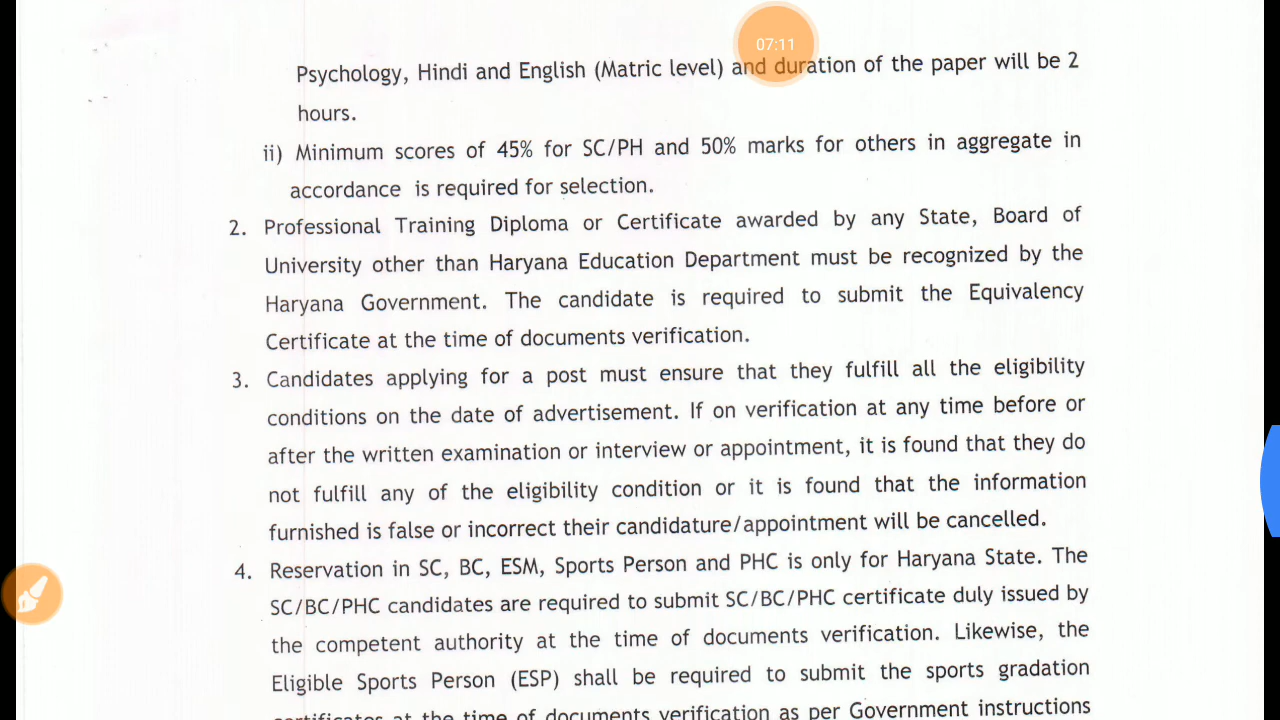 07:11
Psychology, Hindi and English (Matric level) and duration of the paper will be 2
hours.
ii) Minimum scores of 45% for SC/PH and 50% marks for others in aggregate in
accordance is required for selection.
2. Professional Training Diploma or Certificate awarded by any State, Board of
University other than Haryana Education Department must be recognized by the
Haryana Government. The candidate is required to submit the Equivalency
Certificate at the time of documents verification.
3. Candidates applying for a post must ensure that they fulfill all the eligibility
conditions on the date of advertisement. If on verification at any time before or
after the written examination or interview or appointment, it is found that they do
not fulfill any of the eligibility condition or it is found that the information
furnished is false or incorrect their candidature/appointment will be cancelled.
4. Reservation in SC, BC, ESM, Sports Person and PHC is only for Haryana State. The
SC/BC/PHC candidates are required to submit SC/BC/PHC certificate duly issued by
the competent authority at the time of documents verification. Likewise, the
Eligible Sports Person (ESP) shall be required to submit the sports gradation
certificates at the time of documents verification as per Government instructions